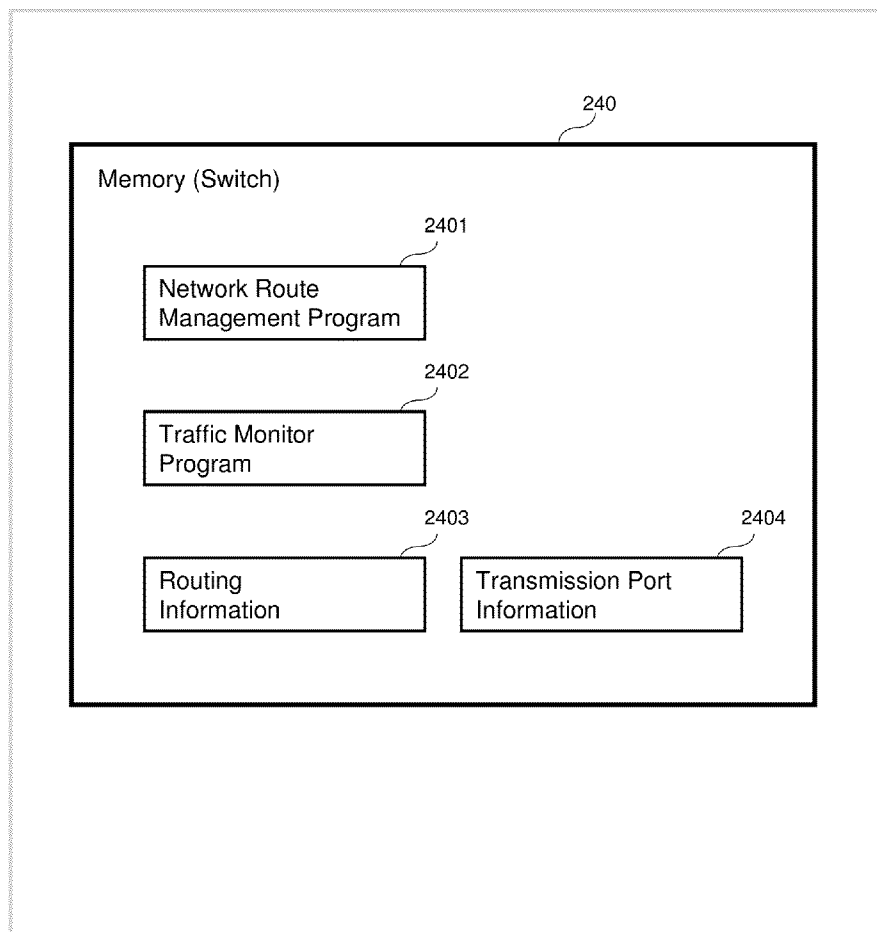 240
Memory (Switch)
2401
Network Route
Management Program
2402
Traffic Monitor
Program
2403
Routing
Information
2404
Transmission Port
Information